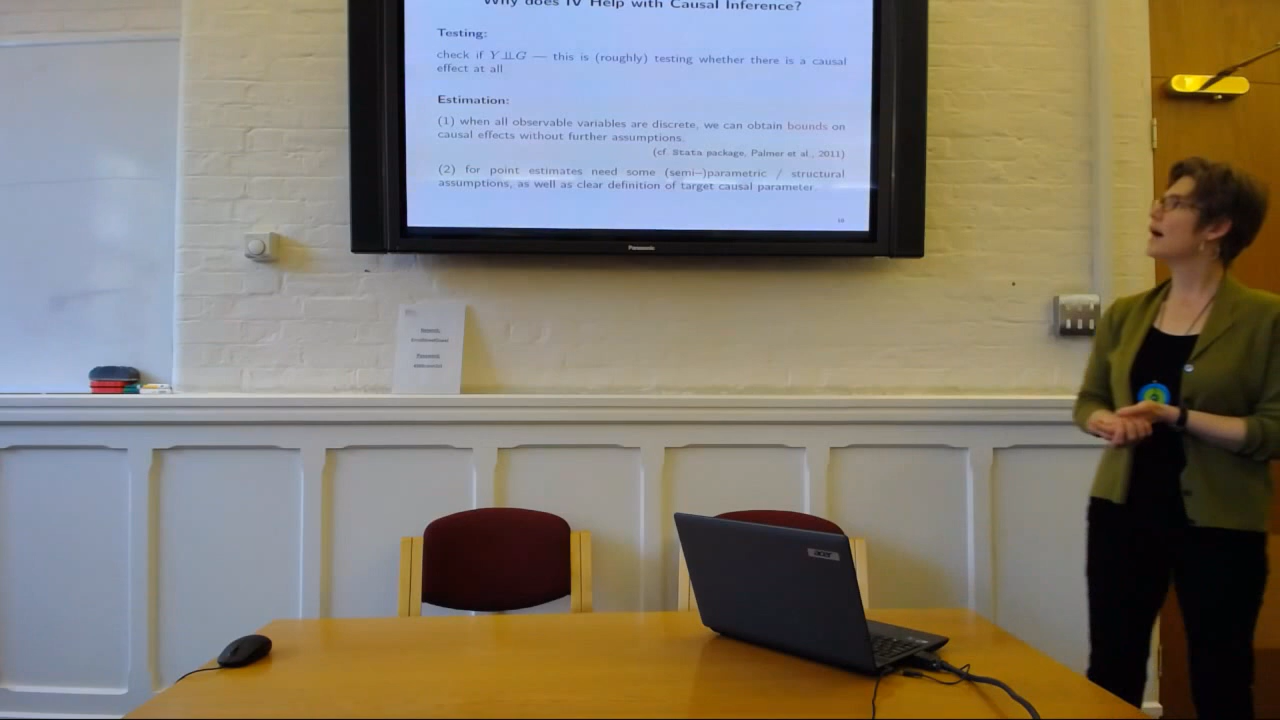 Why does IV Help with Causal Inference?
Testing:
check if Y⊥⊥G — this is (roughly) testing whether there is a causal
effect at all.
Estimation:
(1) when all observable variables are discrete, we can obtain bounds on
causal effects without further assumptions.
(cf. Stata package, Palmer et al., 2011)
(2) for point estimates need some (semi–)parametric / structural
assumptions, as well as clear definition of target causal parameter.
Panasonic
acer